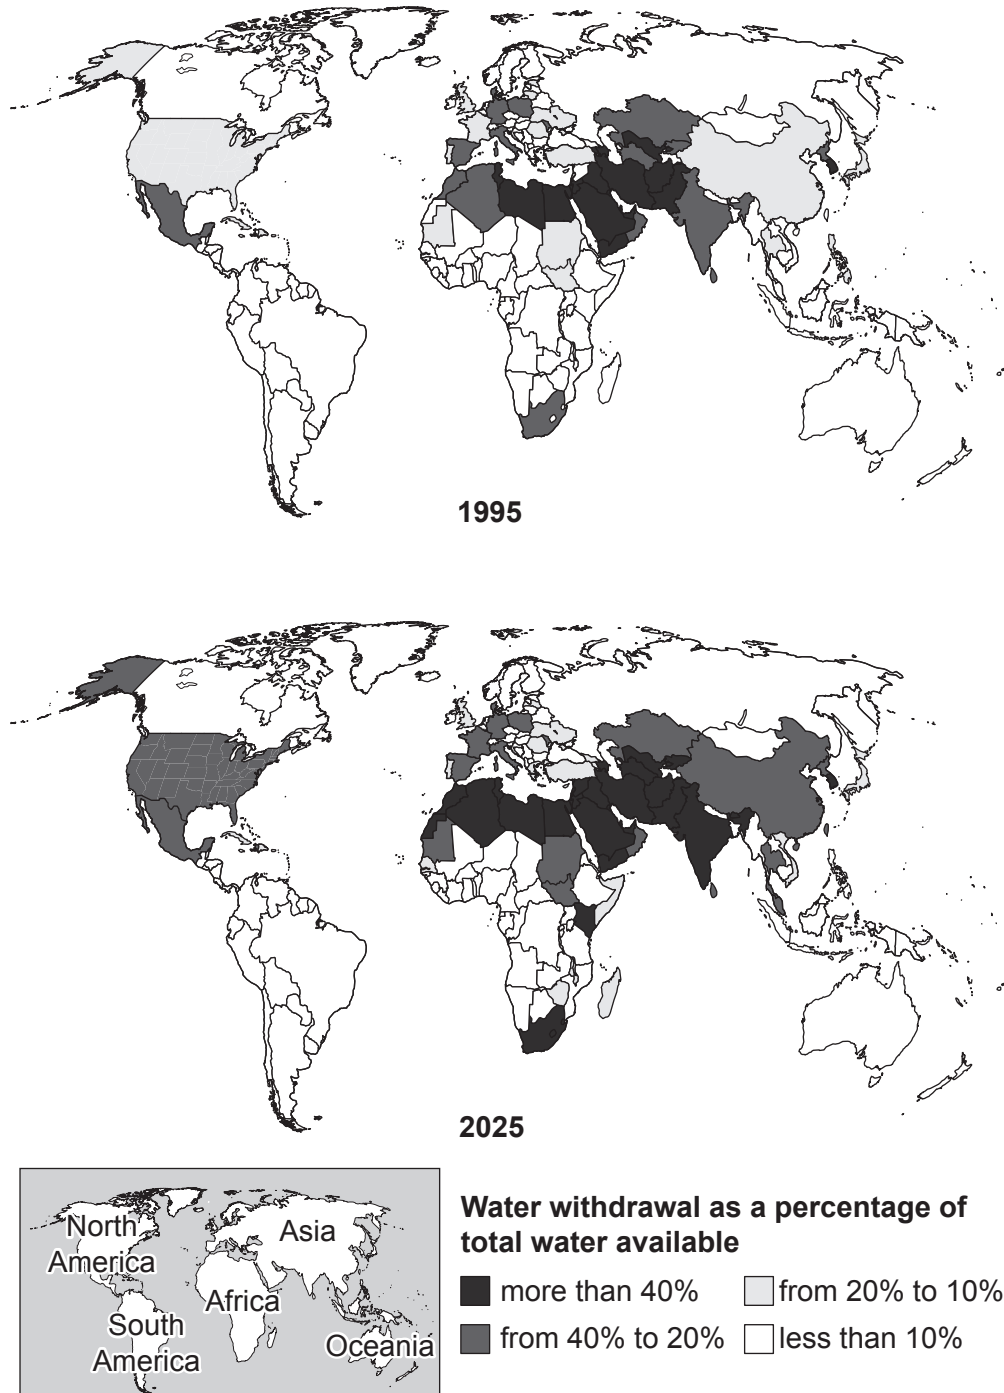 1995
2025
North
America
Asia
Africa
South
America
Oceania
Water withdrawal as a percentage of
total water available
more than 40%
from 20% to 10%
from 40% to 20%
less than 10%